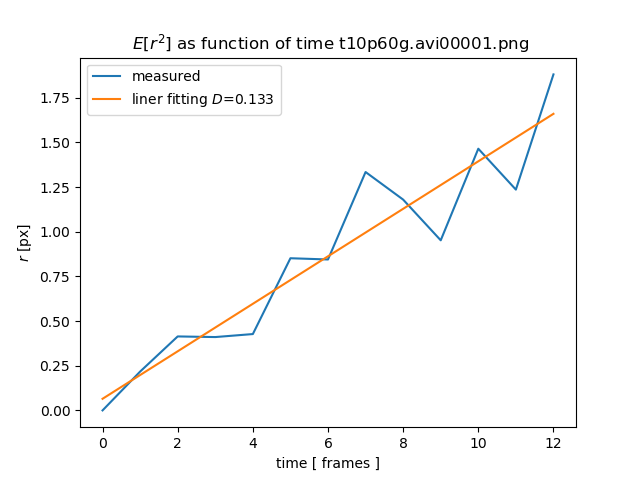 E[r²] as function of time t10p60g.avi00001.png
measured
liner fitting D=0.133
r [px]
1.75
1.50
1.25
1.00
0.75
0.50
0.25
0.00
0 2 4 6 8 10 12
time [ frames ]